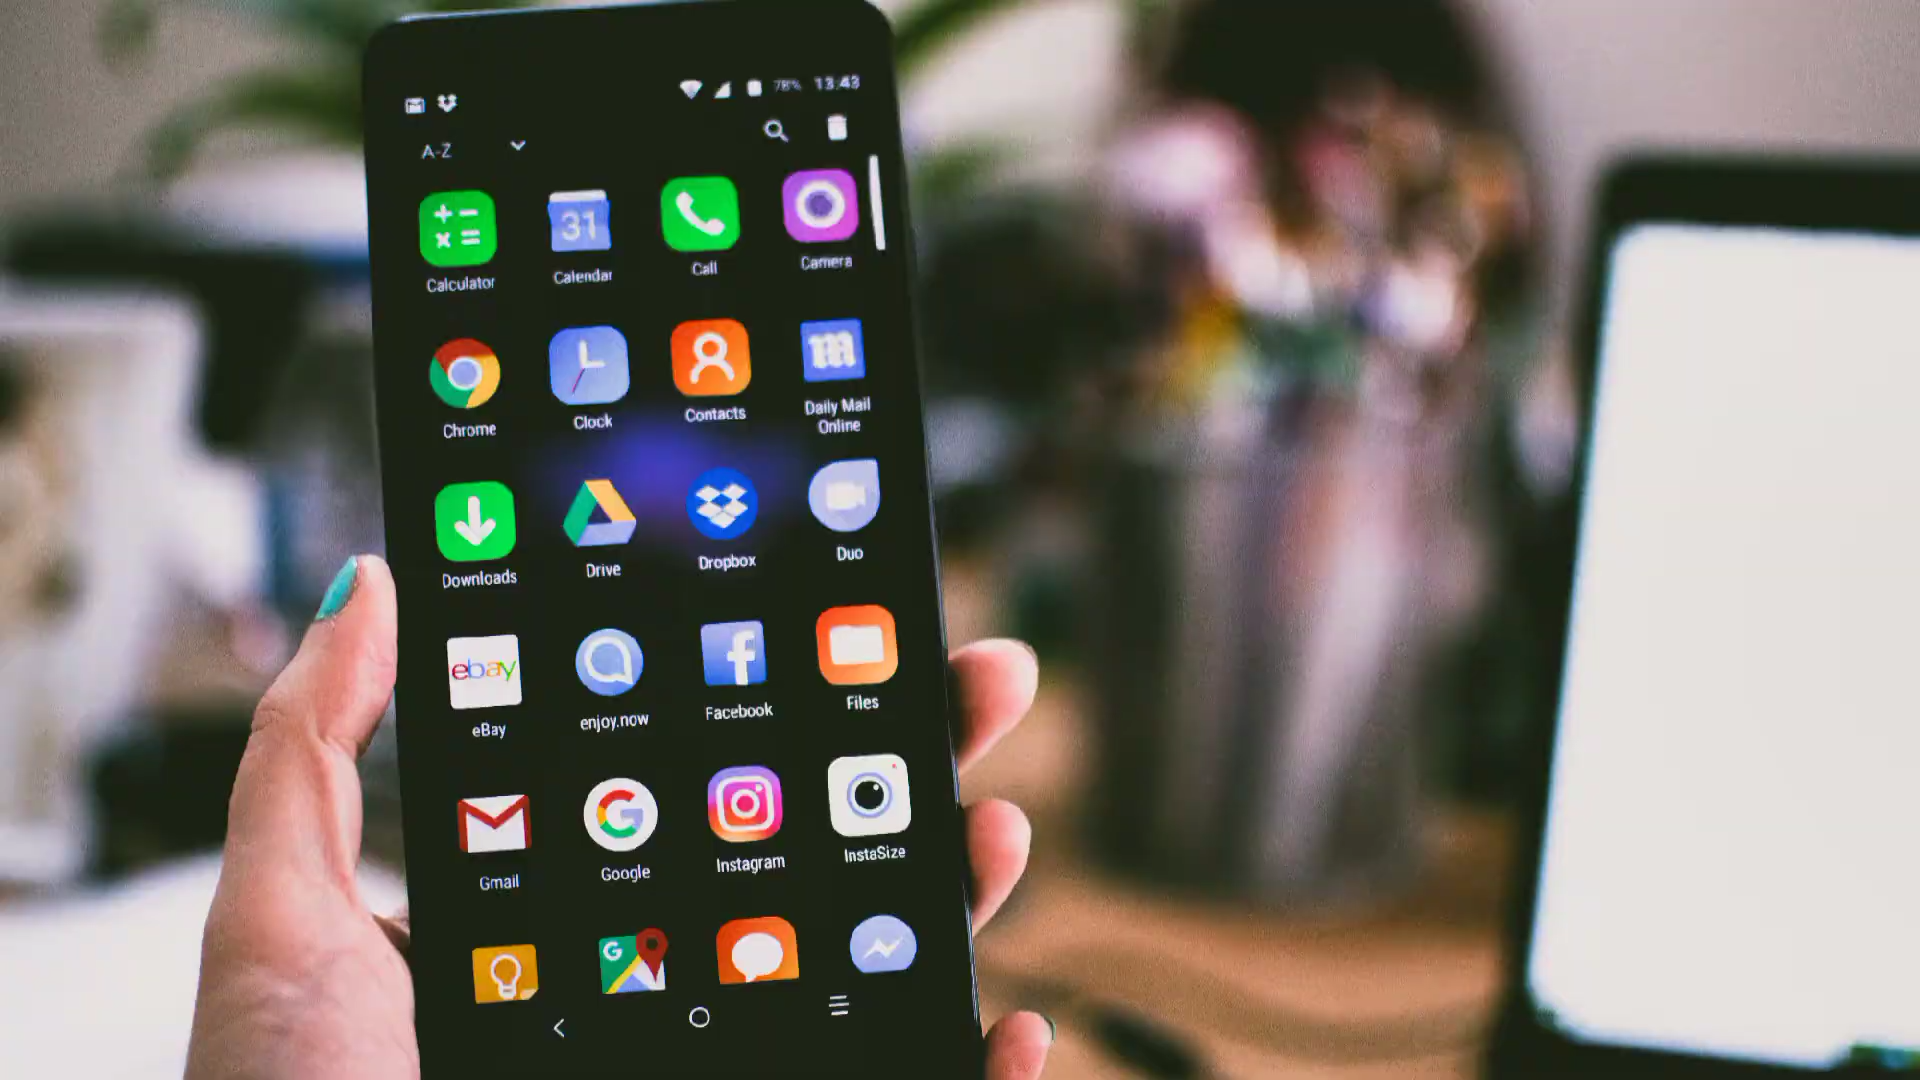 78% 13:43
A-Z
31
Calculator Calendar Call Camera
Chrome Clock Contacts Daily Mail
Online
Downloads Drive Dropbox Duo
ebay
eBay enjoy.now Facebook Files
Gmail Google Instagram InstaSize